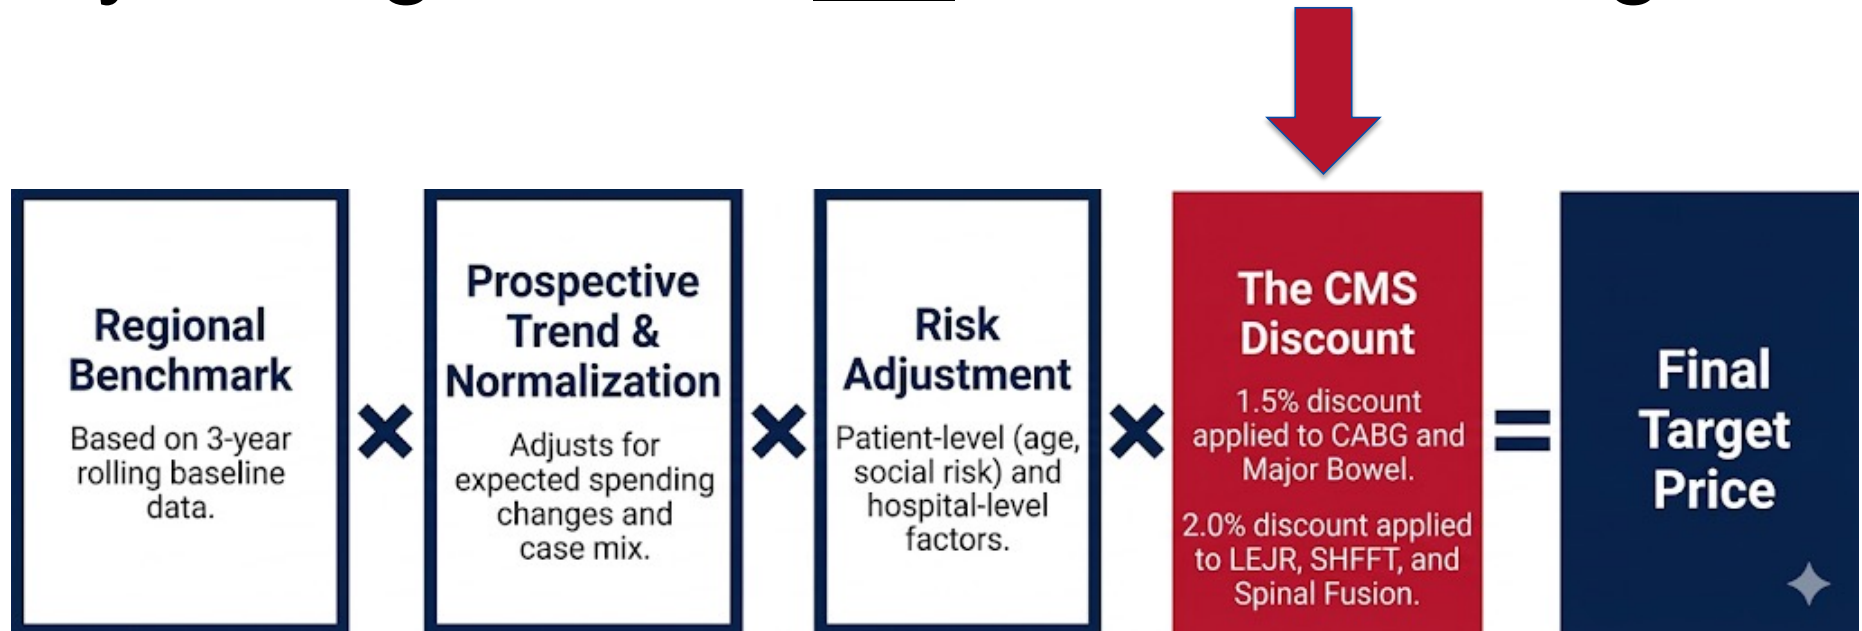 Regional
Benchmark
Based on 3-year
rolling baseline
data.
×
Prospective
Trend &
Normalization
Adjusts for
expected spending
changes and
case mix.
×
Risk
Adjustment
Patient-level (age,
social risk) and
hospital-level
factors.
×
The CMS
Discount
1.5% discount
applied to CABG and
Major Bowel.
2.0% discount applied
to LEJR, SHFFT, and
Spinal Fusion.
=
Final
Target
Price